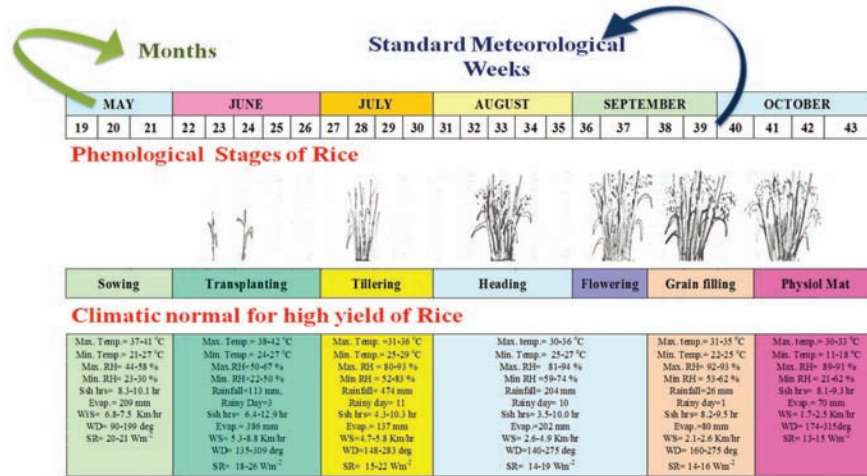 Months
Standard Meteorological
Weeks
MAY JUNE JULY AUGUST SEPTEMBER OCTOBER
19 20 21 22 23 24 25 26 27 28 29 30 31 32 33 34 35 36 37 38 39 40 41 42 43
Phenological Stages of Rice
Sowing Transplanting Tillering Heading Flowering Grain filling Physiol Mat
Climatic normal for high yield of Rice
Max. Temp.= 37-41 °C
Min. Temp.= 21-27 °C
Max. RH= 44-58 %
Min. RH= 23-30 %
Ssh hrs= 8.3-10.1 hr
Evap.= 209 mm
W/S= 6.8-7.5 Km/hr
WD= 90-199 deg
SR= 20-21 Wm⁻²
Max. Temp.= 38-42 °C
Min. Temp.= 24-27 °C
Max.RH=50-67 %
Min.RH=22-50 %
Rainfall=113 mm,
Rainy Day=3
Ssh hrs= 6.4-12.9 hr
Evap.= 386 mm
WS= 5.3-8.8 Km/hr
WD= 135-309 deg
SR= 18-26 Wm⁻²
Max. Temp.=31-36 °C
Min. Temp.= 25-29 °C
Max. RH = 80-93 %
Min RH = 52-83 %
Rainfall= 474 mm
Rainy day= 11
Ssh hrs= 4.3-10.3 hr
Evap.= 137 mm
WS=4.7-5.8 Km/hr
WD=148-283 deg
SR= 15-22 Wm⁻²
Max. temp= 30-36 °C
Min. Temp= 25-27 °C
Max. RH= 81-94 %
Min RH =59-74 %
Rainfall= 204 mm
Rainy day= 10
Ssh hrs= 3.5-10.0 hr
Evap.=202 mm
WS= 2.6-4.9 Km/hr
WD=140-275 deg
SR= 14-19 Wm⁻²
Max. Temp= 31-35 °C
Min. Temp= 22-25 °C
Max. RH= 92-93 %
Min RH= 53-62 %
Rainfall=26 mm
Rainy day=1
Ssh hrs= 8.2-9.5 hr
Evap.=80 mm
WS= 2.1-2.6 Km/hr
WD= 160-275 deg
SR= 14-16 Wm⁻²
Max. temp= 30-33 °C
Min. Temp= 11-18 °C
Max. RH= 89-91 %
Min RH= 21-62 %
Ssh hrs= 8.1-9.3 hr
Evap.= 70 mm
WS= 1.7-2.5 Km/hr
WD= 174-315deg
SR= 13-15 Wm⁻²